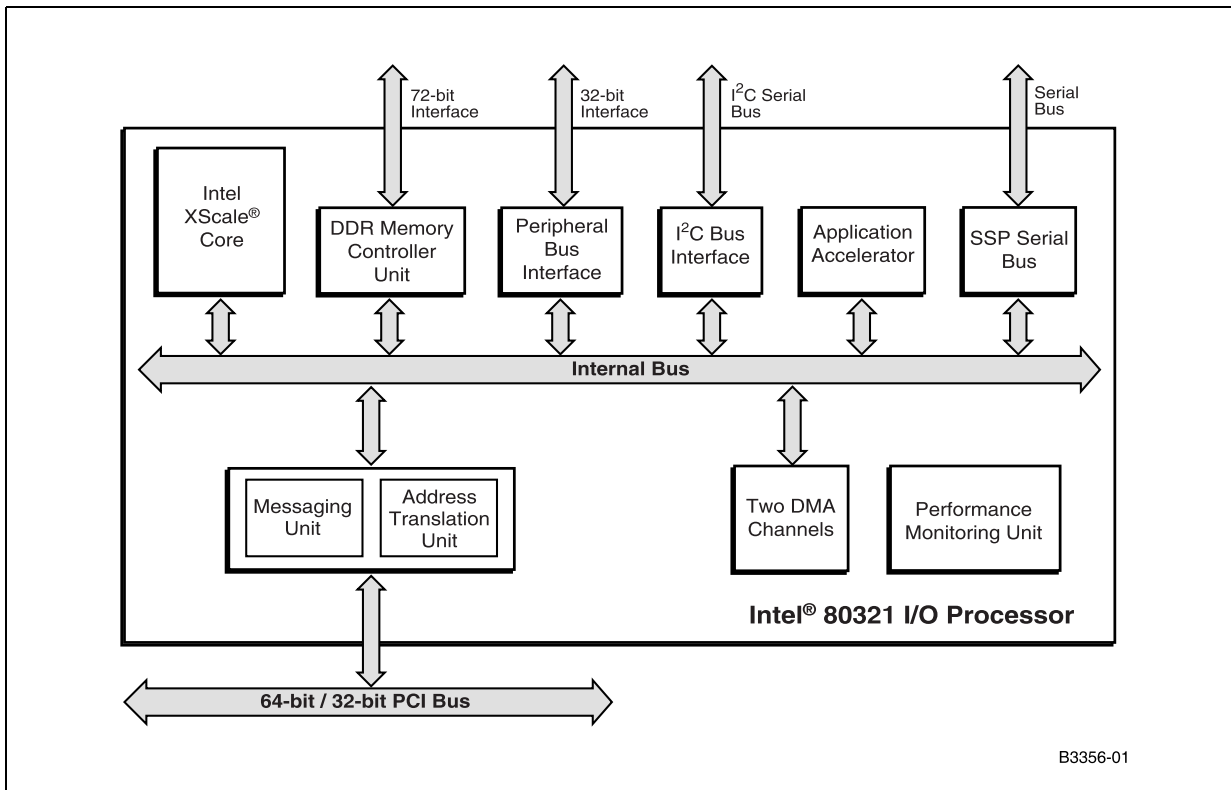 72-bit
Interface
32-bit
Interface
I²C Serial
Bus
Serial
Bus
Intel
XScale®
Core
DDR Memory
Controller
Unit
Peripheral
Bus
Interface
I²C Bus
Interface
Application
Accelerator
SSP Serial
Bus
Internal Bus
Messaging
Unit
Address
Translation
Unit
Two DMA
Channels
Performance
Monitoring Unit
Intel® 80321 I/O Processor
64-bit / 32-bit PCI Bus
B3356-01